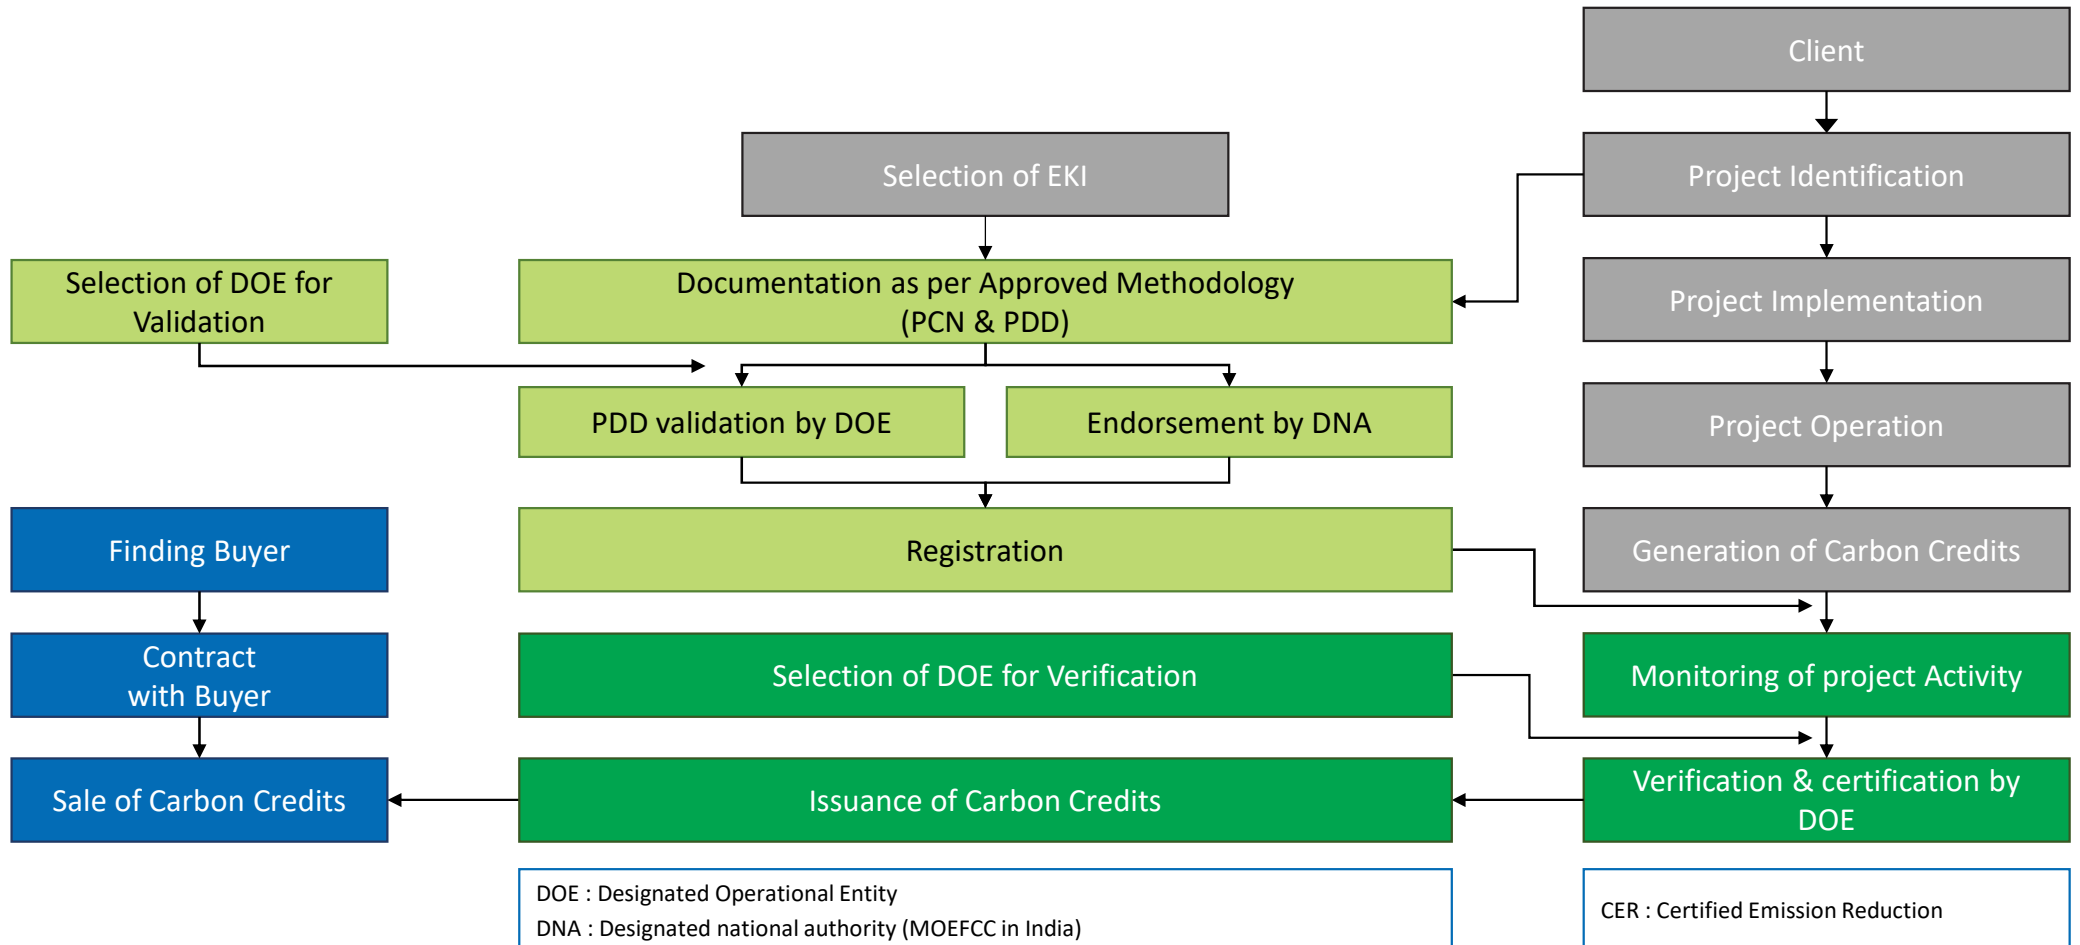 Client
Selection of EKI
Project Identification
Selection of DOE for
Validation
Documentation as per Approved Methodology
(PCN & PDD)
Project Implementation
PDD validation by DOE
Endorsement by DNA
Project Operation
Finding Buyer
Registration
Generation of Carbon Credits
Contract
with Buyer
Selection of DOE for Verification
Monitoring of project Activity
Sale of Carbon Credits
Issuance of Carbon Credits
Verification & certification by
DOE
DOE : Designated Operational Entity
DNA : Designated national authority (MOEFCC in India)
CER : Certified Emission Reduction